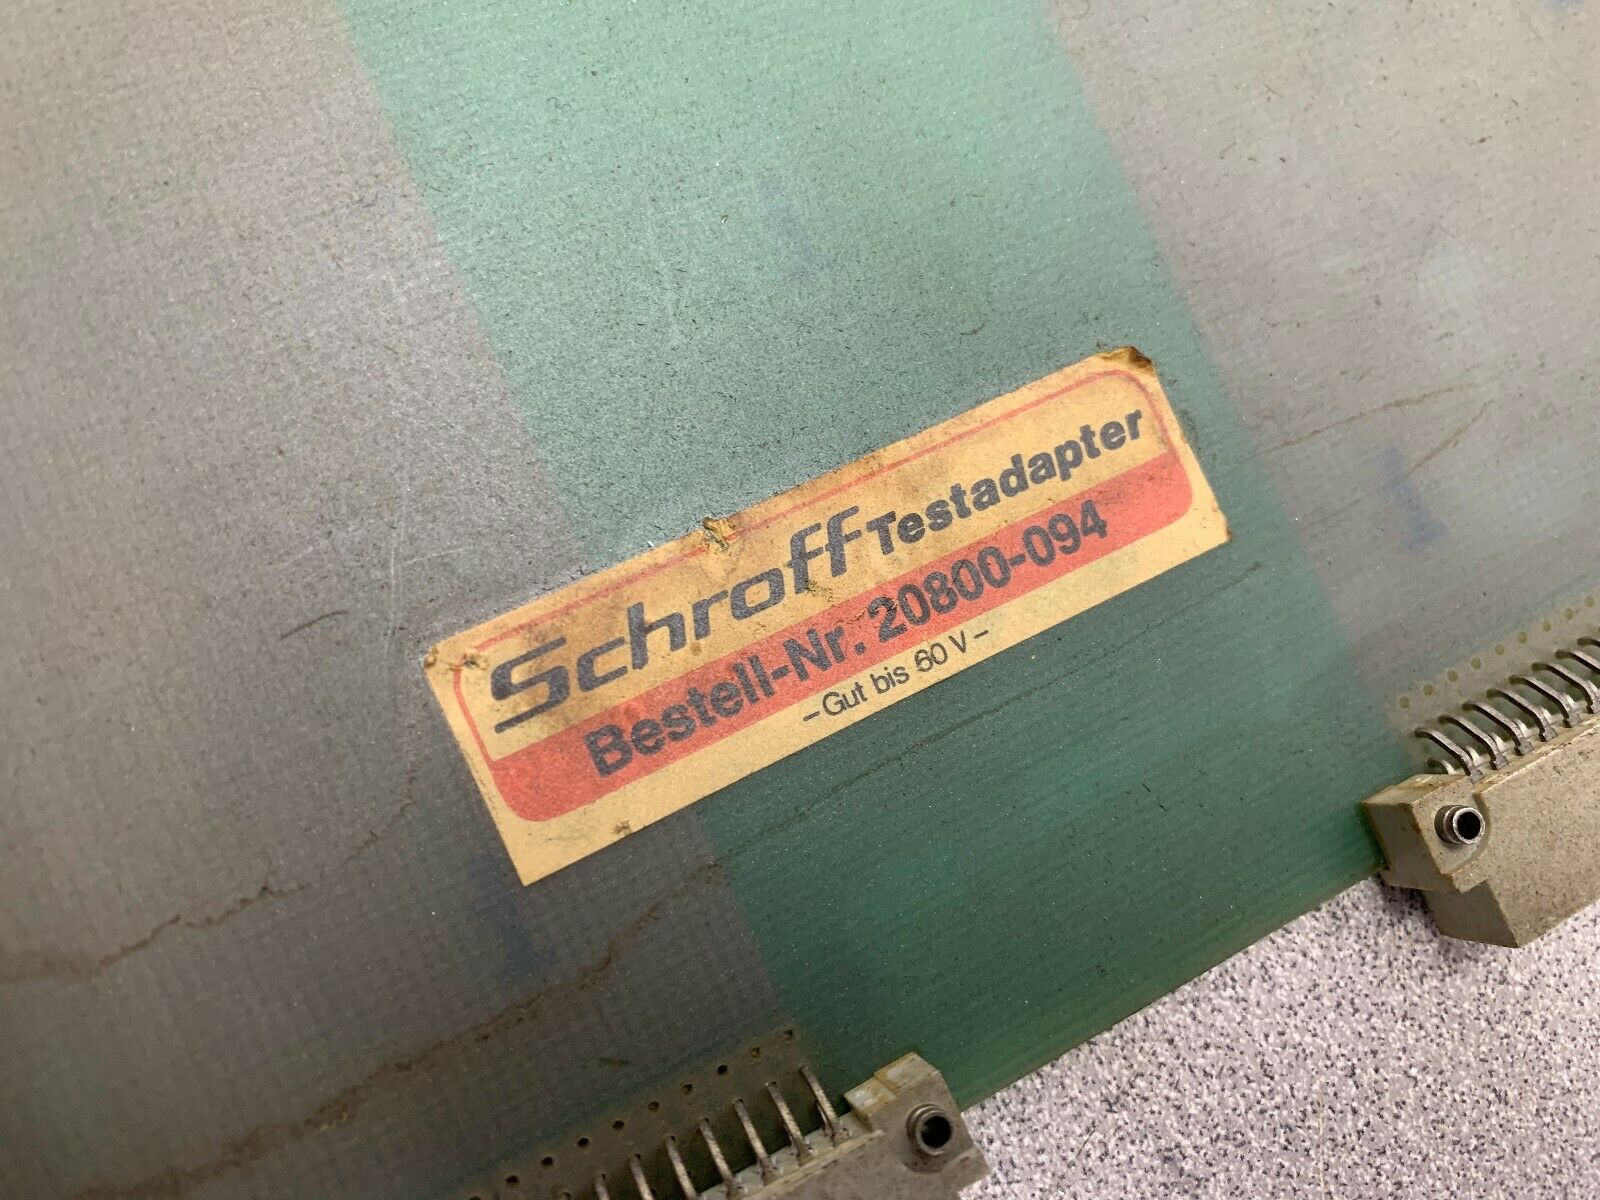 Schroff Testadapter
Bestell-Nr. 20800-094
– Gut bis 60 V –